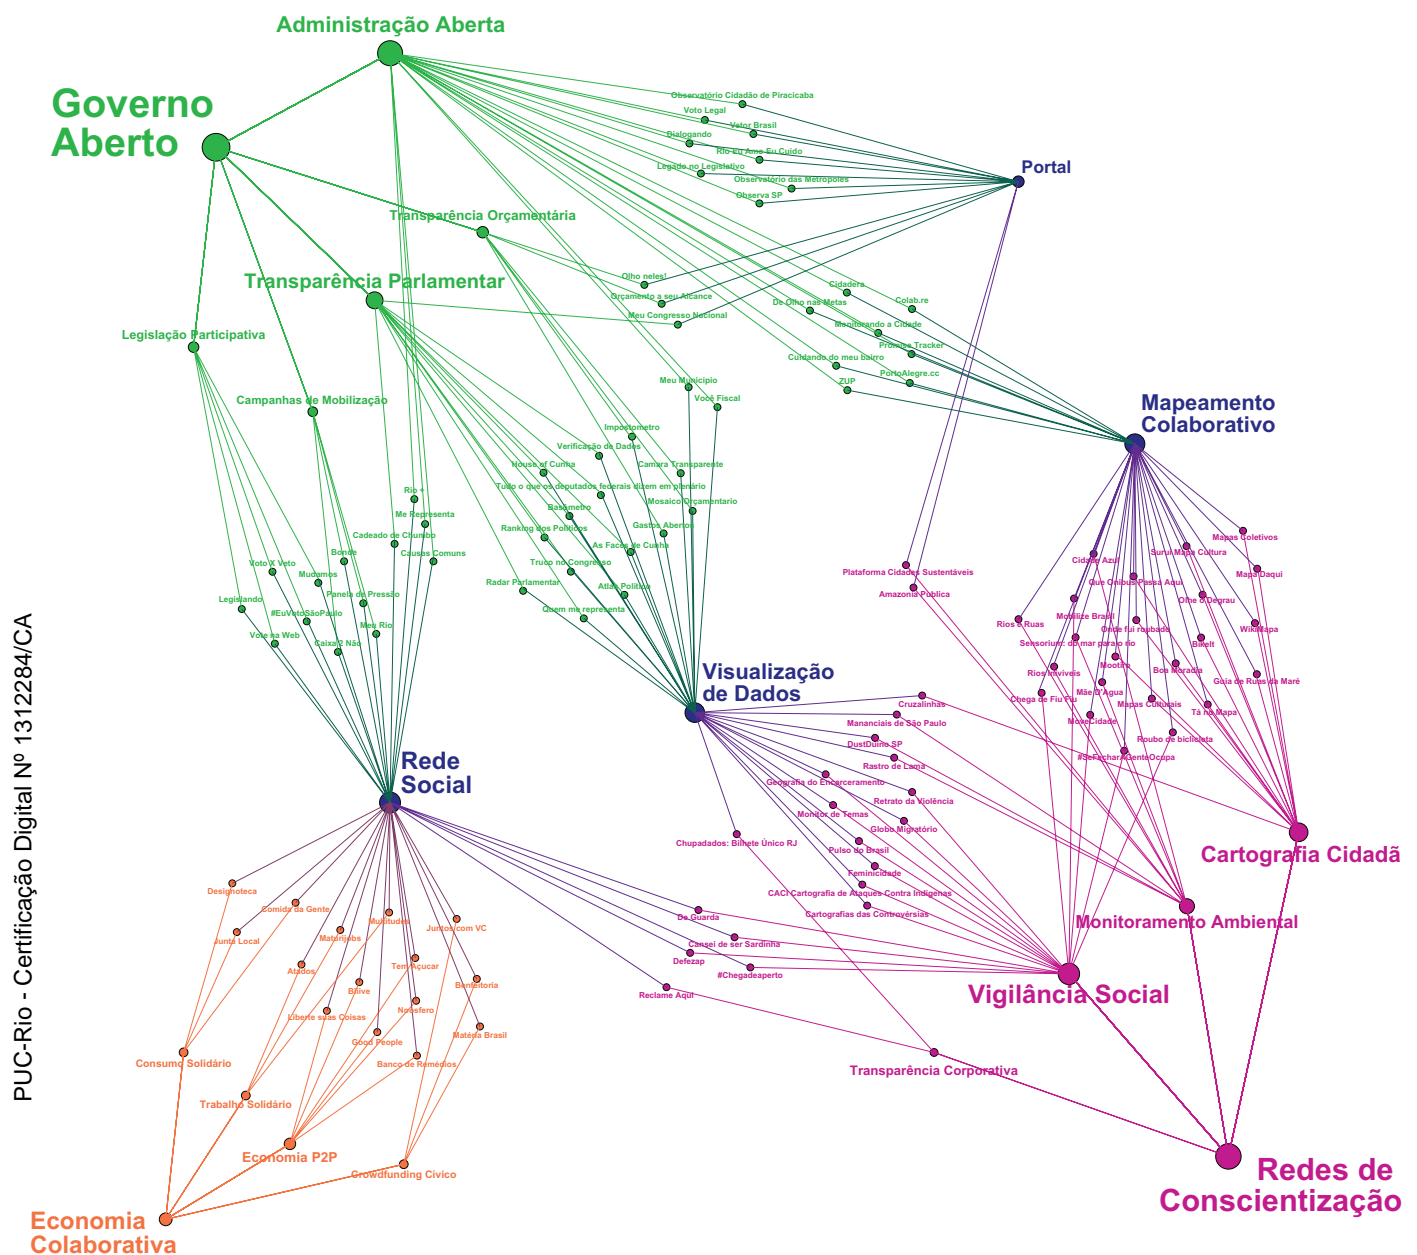 Administração Aberta
Governo
Aberto
Observatório Cidadão de Piracicaba
Voto Legal
Vetor Brasil
Dialogando
Rio Eu Amo Eu Cuido
Legado no Legislativo
Observatório das Metropoles
Observa SP
Portal
Transparência Orçamentária
Transparência Parlamentar
Olho neles!
Orçamento a seu Alcance
Meu Congresso Nacional
Cidadera
De Olho nas Metas
Colab.re
Monitorando a Cidade
Promise Tracker
Cuidando do meu bairro
PortoAlegre.cc
ZUP
Legislação Participativa
Campanhas de Mobilização
Meu Município
Você Fiscal
Mapeamento
Colaborativo
Impostometro
Verificação de Dados
House of Cunha
Camara Transparente
Tudo o que os deputados federais dizem em plenário
Rio +
Mosaico Orçamentario
Basômetro
Me Representa
Ranking dos Políticos
Gastos Abertos
Cadeado de Chumbo
As Faces de Cunha
Causas Comuns
Bonde
Truco no Congresso
Voto X Veto
Mudamos
Radar Parlamentar
Atlas Político
Panela de Pressão
Legislando
#EuVotoSãoPaulo
Quem me representa
Meu Rio
Vote na Web
Caixa 2 Não
Mapas Coletivos
Cidade Azul
Surui Mapa Cultura
Plataforma Cidades Sustentáveis
Mapa Daqui
Que Onibus Passa Aqui
Amazonia Publica
Olhe o Degrau
Mobilize Brasil
Rios e Ruas
Onde fui roubado
WikiMapa
Sensorium: do mar para o rio
BikeIt
Mootiro
Rios Invíveis
Boa Moradia
Guia de Ruas da Maré
Mãe D'Agua
Chega de Fiu Fiu
Mapas Culturais
Tá no Mapa
MoveCidade
Roubo de bicicleta
#SeFecharAGenteOcupa
Visualização
de Dados
Cruzalinhas
Mananciais de São Paulo
DustDuino SP
Rastro de Lama
Geografia do Encarceramento
Retrato da Violência
Monitor de Temas
Globo Migratório
Chupadados: Bilhete Único RJ
Pulso do Brasil
Feminicidade
CACI Cartografia de Ataques Contra Indigenas
Cartografias das Controvérsias
Rede
Social
Cartografia Cidadã
Monitoramento Ambiental
Vigilância Social
De Guarda
Cansei de ser Sardinha
Defezap
#Chegadeaperto
Reclame Aqui
Transparência Corporativa
Redes de
Conscientização
Designoteca
Comida da Gente
Multitudes
Juntos com VC
Junta Local
Maturijobs
Atados
Tem Açucar
Bliive
Benfeitoria
Liberte suas Coisas
Noosfero
Good People
Matéria Brasil
Banco de Remédios
Consumo Solidário
Trabalho Solidário
Economia P2P
Crowdfunding Cívico
Economia
Colaborativa
PUC-Rio - Certificação Digital Nº 1312284/CA